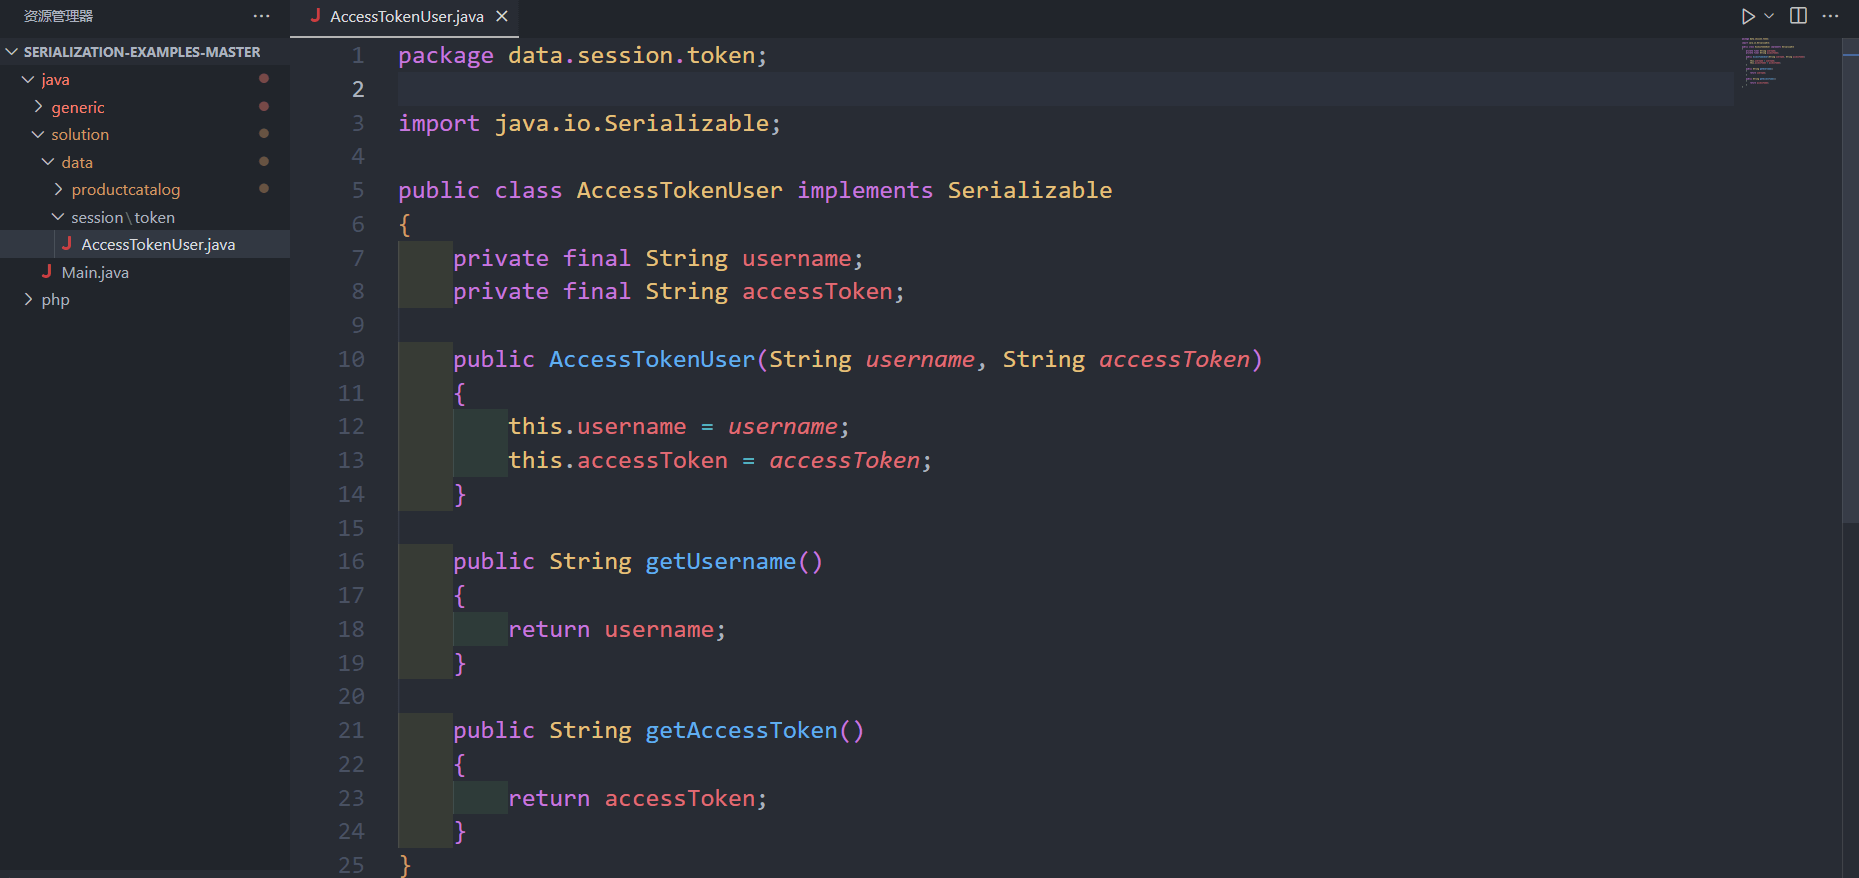 资源管理器 ···
SERIALIZATION-EXAMPLES-MASTER
java
generic
solution
data
productcatalog
session\token
J AccessTokenUser.java
J Main.java
php
J AccessTokenUser.java
1 package data.session.token;
2
3 import java.io.Serializable;
4
5 public class AccessTokenUser implements Serializable
6 {
7 private final String username;
8 private final String accessToken;
9
10 public AccessTokenUser(String username, String accessToken)
11 {
12 this.username = username;
13 this.accessToken = accessToken;
14 }
15
16 public String getUsername()
17 {
18 return username;
19 }
20
21 public String getAccessToken()
22 {
23 return accessToken;
24 }
25 }